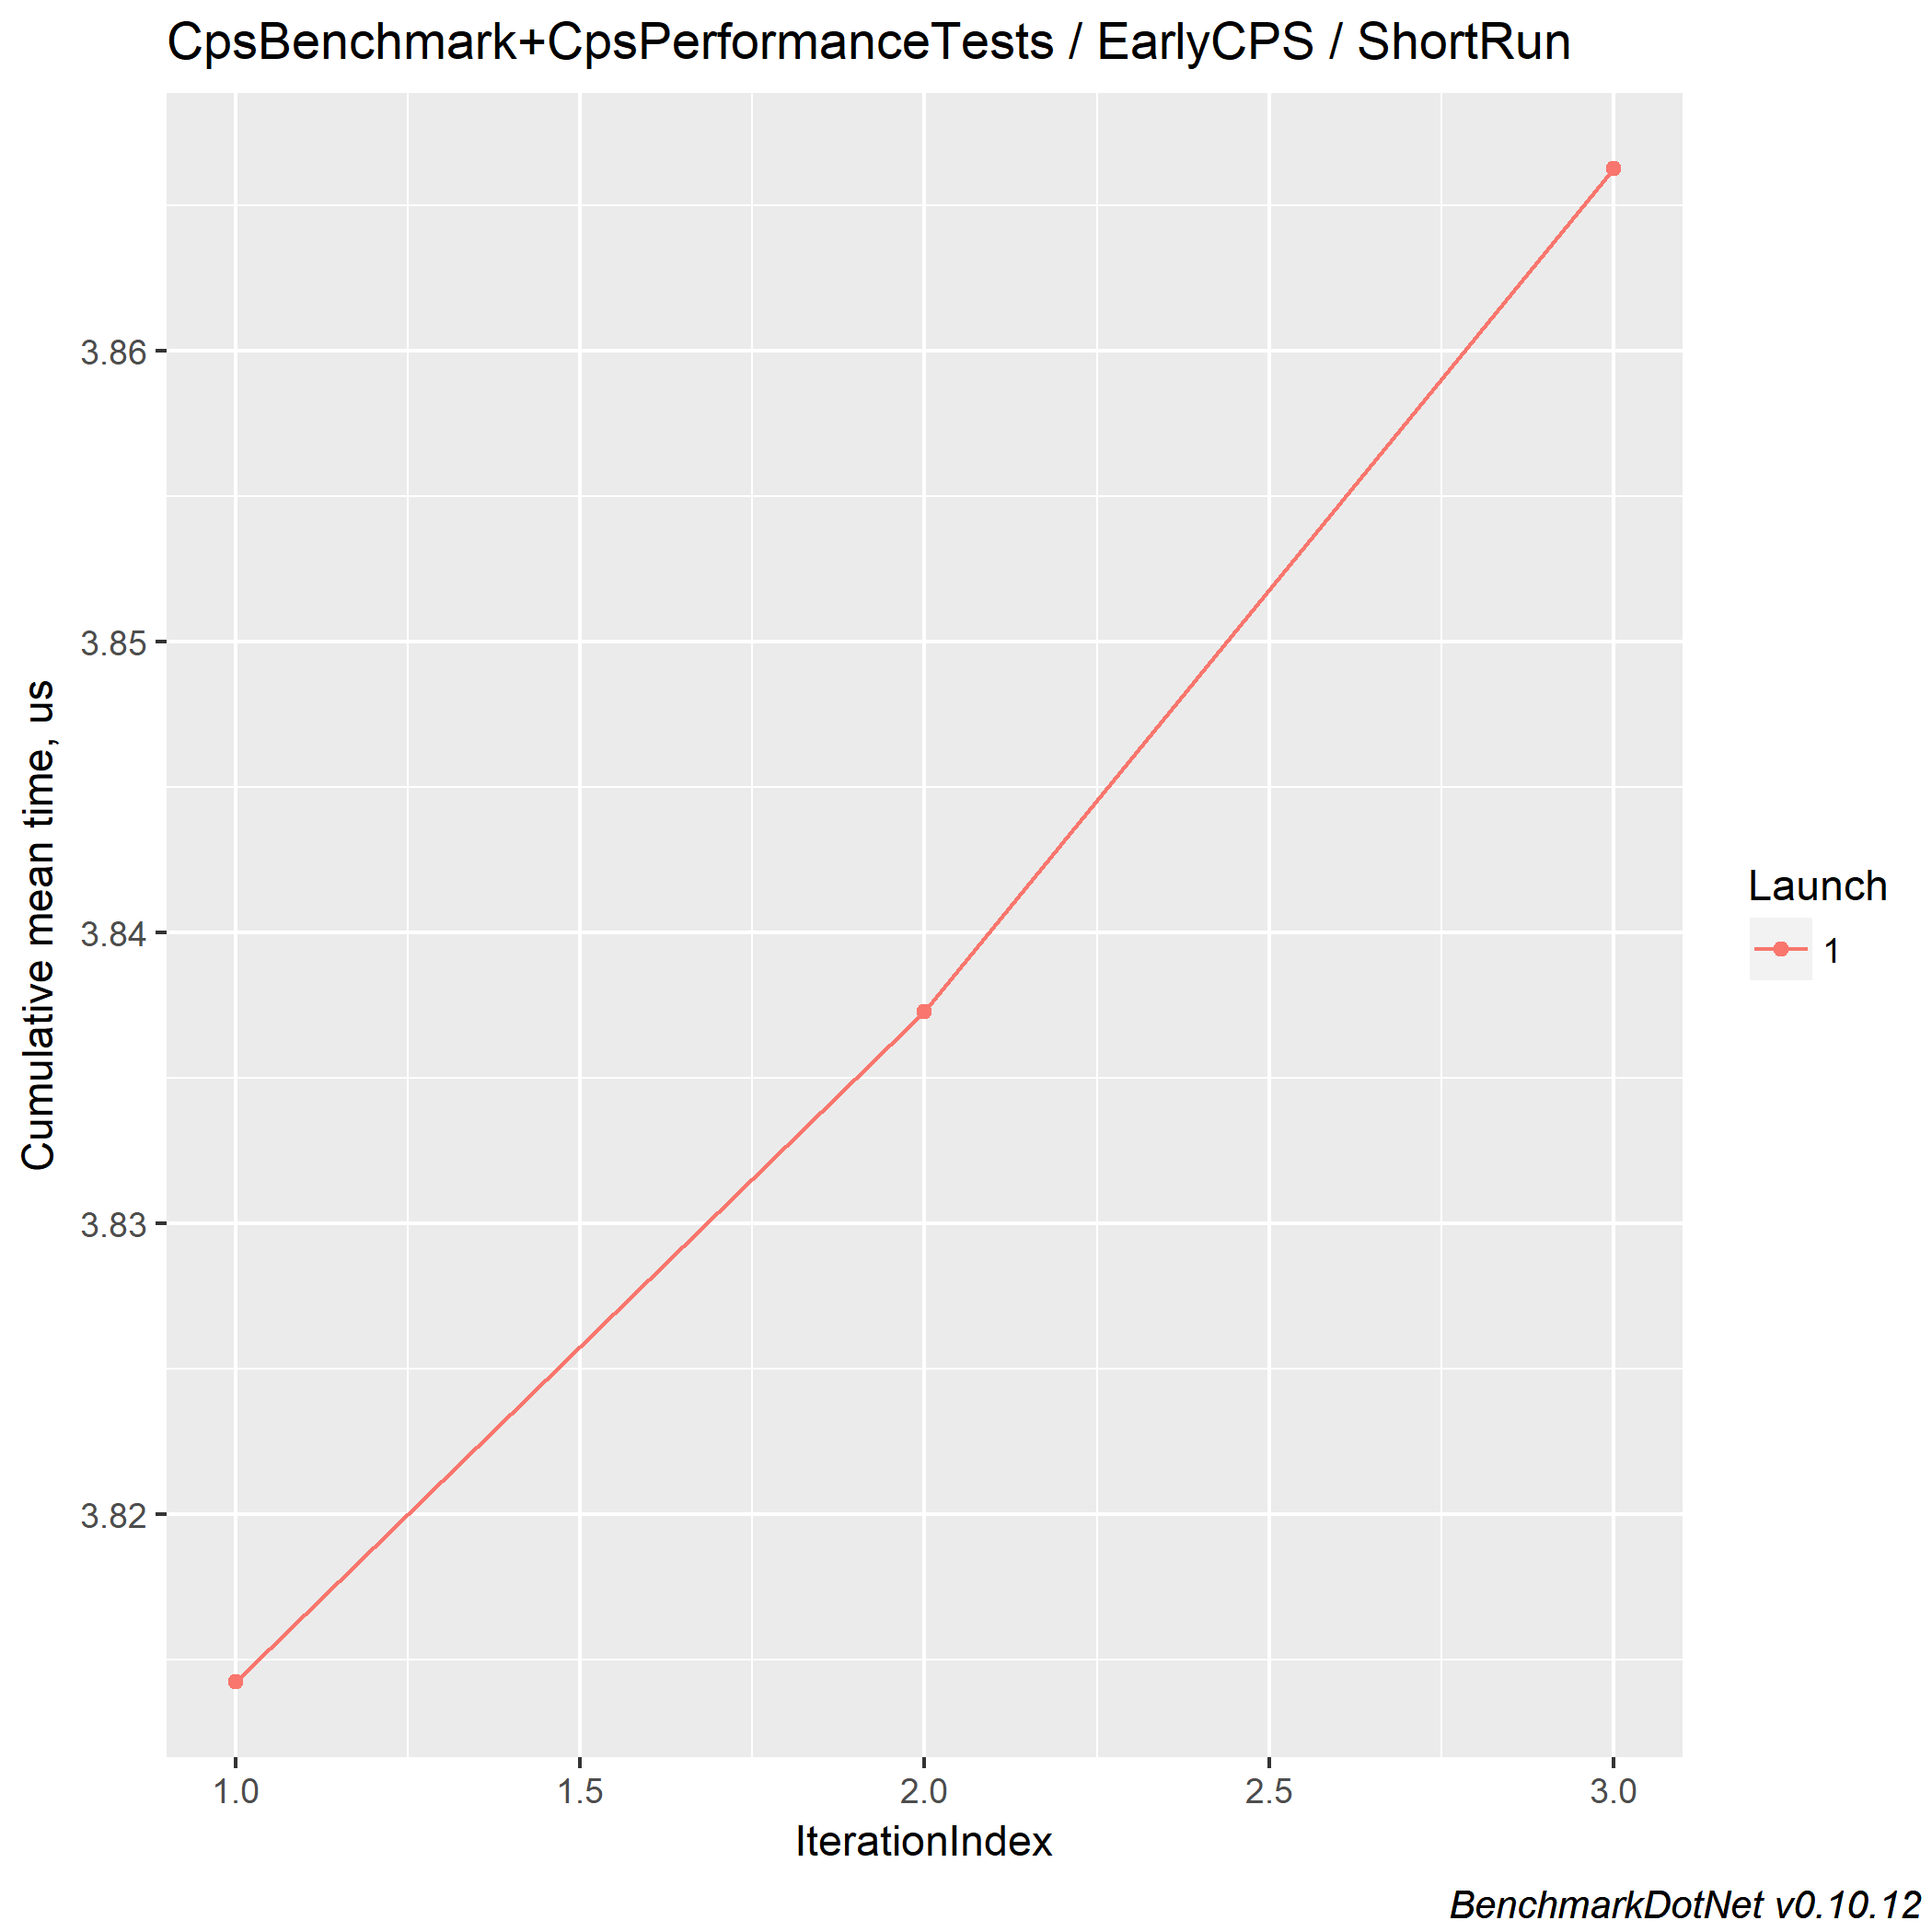 CpsBenchmark+CpsPerformanceTests / EarlyCPS / ShortRun
Cumulative mean time, us
3.86
3.85
3.84
3.83
3.82
1.0 1.5 2.0 2.5 3.0
IterationIndex
Launch
1
BenchmarkDotNet v0.10.12